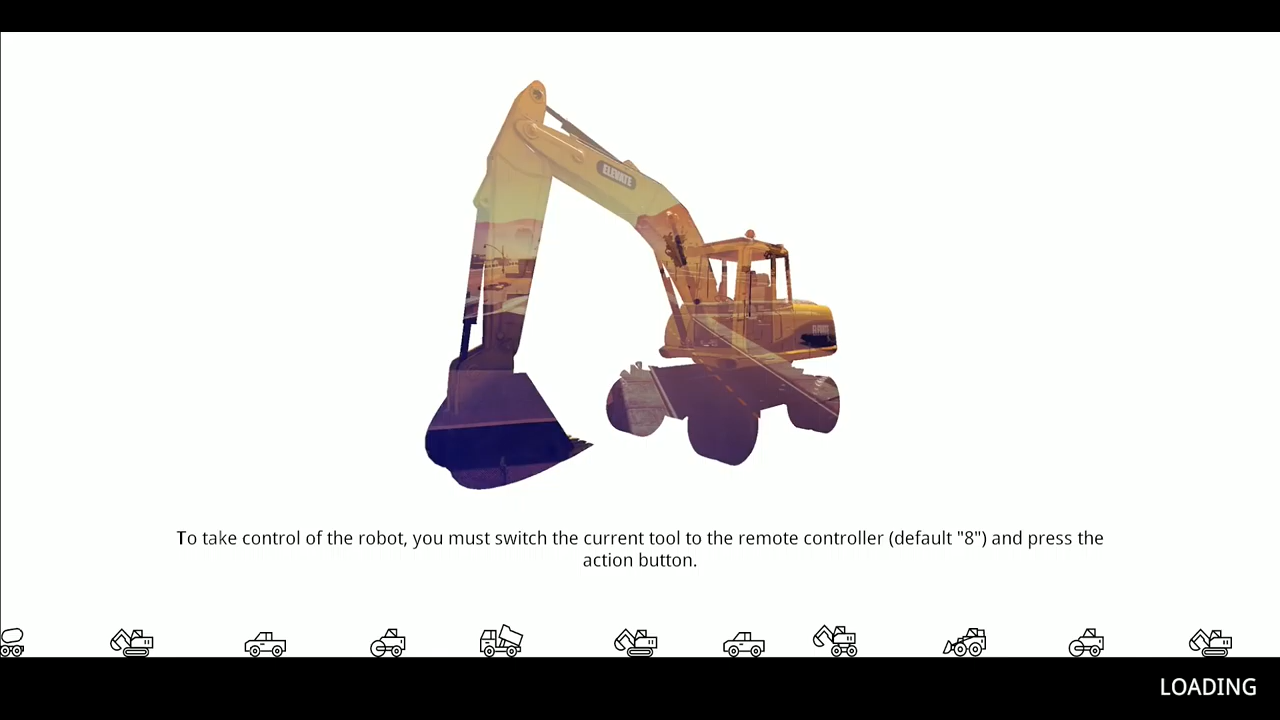 ELEVATE
To take control of the robot, you must switch the current tool to the remote controller (default "8") and press the
action button.
LOADING